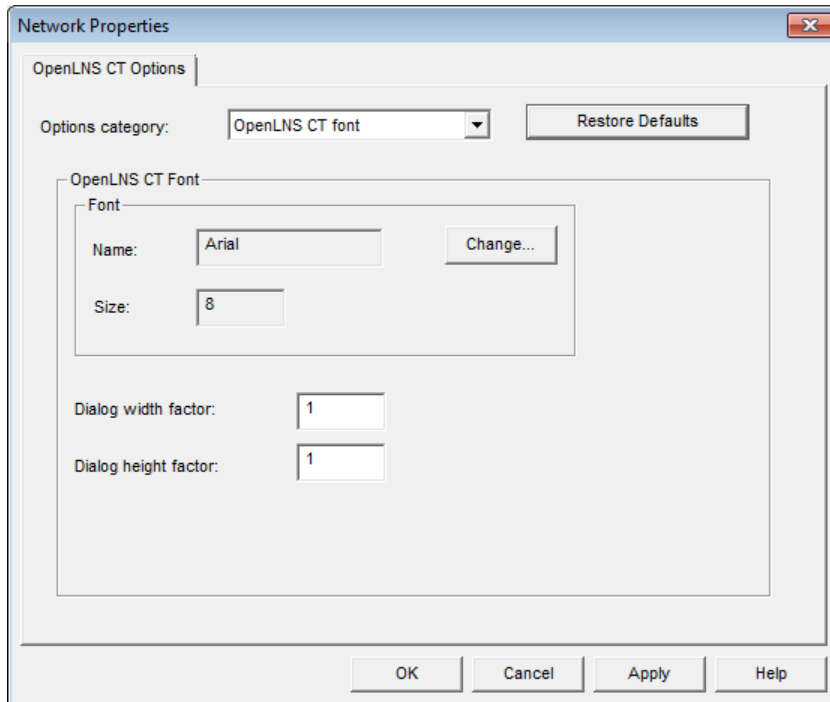 Network Properties
OpenLNS CT Options
Options category: OpenLNS CT font Restore Defaults
OpenLNS CT Font
Font
Name: Arial Change...
Size: 8
Dialog width factor: 1
Dialog height factor: 1
OK Cancel Apply Help